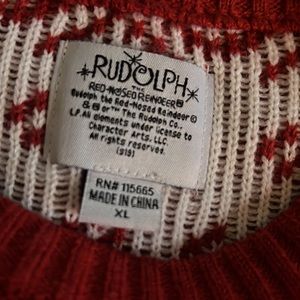 RUDOLPH
THE
RED-NOSED REINDEER®
Rudolph the Red-Nosed Reindeer®
& © or ™ The Rudolph Co.,
L.P. All elements under license to
Character Arts, LLC.
All rights reserved.
(s19)
RN# 115665
MADE IN CHINA
XL